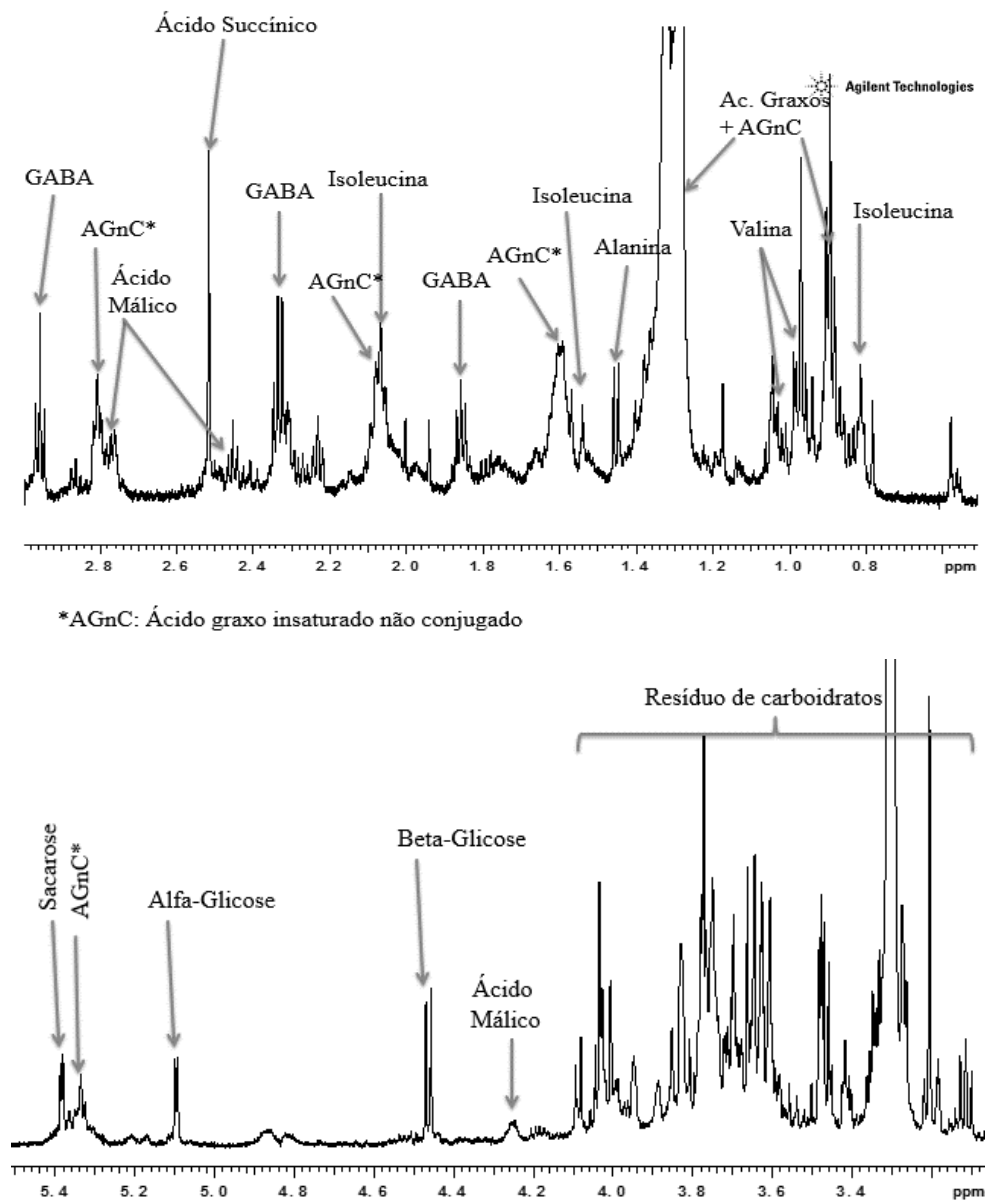 Ácido Succínico
Agilent Technologies
Ac. Graxos
+ AGnC
GABA
AGnC*
Ácido
Málico
GABA
Isoleucina
AGnC*
GABA
Isoleucina
AGnC*
Alanina
Valina
Isoleucina
2.8 2.6 2.4 2.2 2.0 1.8 1.6 1.4 1.2 1.0 0.8 ppm
*AGnC: Ácido graxo insaturado não conjugado
Resíduo de carboidratos
Sacarose
AGnC*
Alfa-Glicose
Beta-Glicose
Ácido
Málico
5.4 5.2 5.0 4.8 4.6 4.4 4.2 4.0 3.8 3.6 3.4 ppm